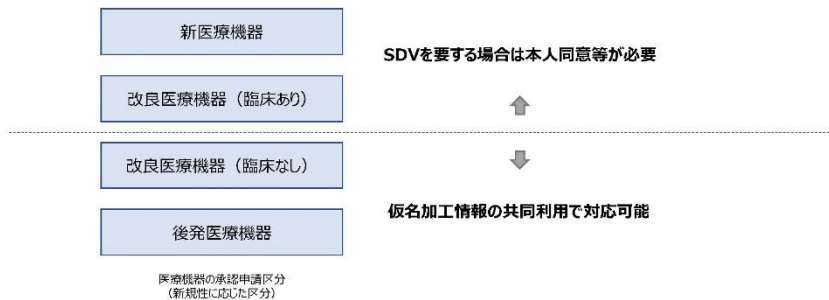 新医療機器
SDVを要する場合は本人同意等が必要
改良医療機器（臨床あり）
改良医療機器（臨床なし）
仮名加工情報の共同利用で対応可能
後発医療機器
医療機器の承認申請区分
（新規性に応じた区分）